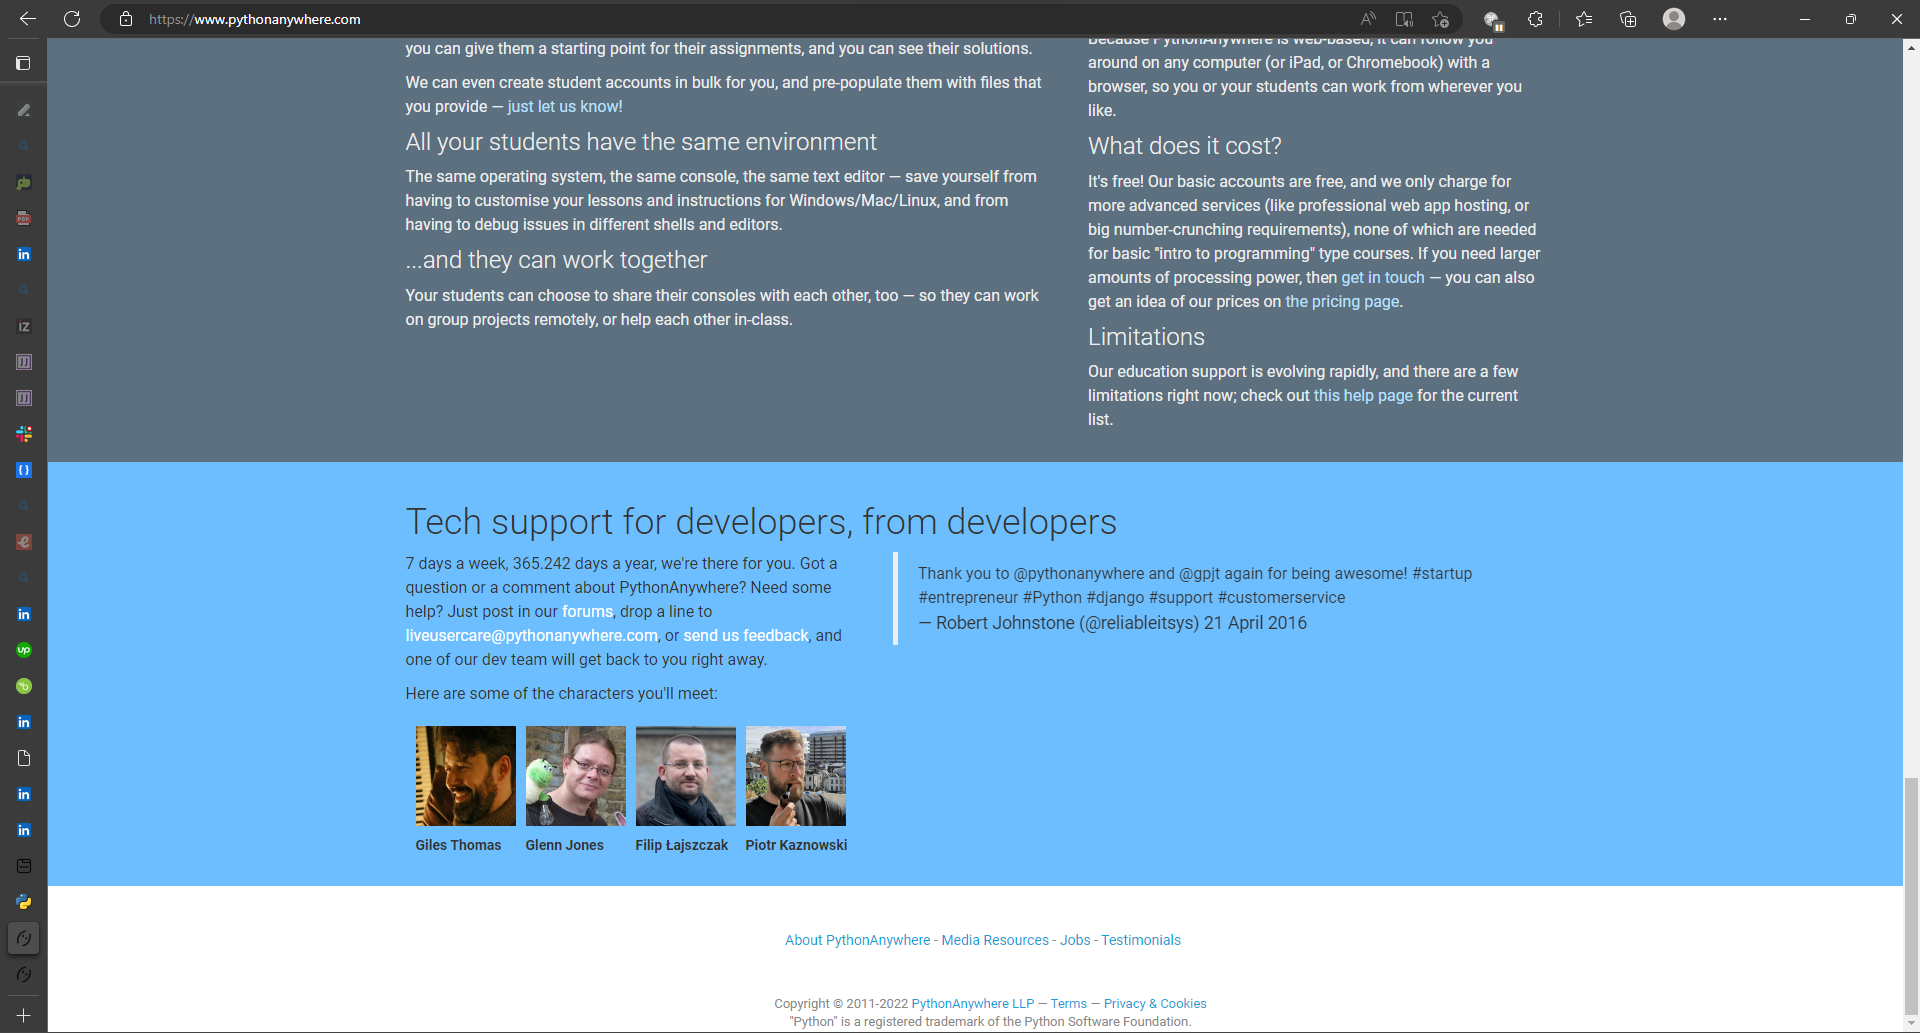 https://www.pythonanywhere.com
you can give them a starting point for their assignments, and you can see their solutions.
We can even create student accounts in bulk for you, and pre-populate them with files that
you provide — just let us know!
All your students have the same environment
The same operating system, the same console, the same text editor — save yourself from
having to customise your lessons and instructions for Windows/Mac/Linux, and from
having to debug issues in different shells and editors.
...and they can work together
Your students can choose to share their consoles with each other, too — so they can work
on group projects remotely, or help each other in-class.
Because PythonAnywhere is web-based, it can follow you
around on any computer (or iPad, or Chromebook) with a
browser, so you or your students can work from wherever you
like.
What does it cost?
It's free! Our basic accounts are free, and we only charge for
more advanced services (like professional web app hosting, or
big number-crunching requirements), none of which are needed
for basic "intro to programming" type courses. If you need larger
amounts of processing power, then get in touch — you can also
get an idea of our prices on the pricing page.
Limitations
Our education support is evolving rapidly, and there are a few
limitations right now; check out this help page for the current
list.
Tech support for developers, from developers
7 days a week, 365.242 days a year, we're there for you. Got a
question or a comment about PythonAnywhere? Need some
help? Just post in our forums, drop a line to
liveusercare@pythonanywhere.com, or send us feedback, and
one of our dev team will get back to you right away.
Here are some of the characters you'll meet:
Thank you to @pythonanywhere and @gpjt again for being awesome! #startup
#entrepreneur #Python #django #support #customerservice
— Robert Johnstone (@reliableitsys) 21 April 2016
Giles Thomas
Glenn Jones
Filip Łajszczak
Piotr Kaznowski
About PythonAnywhere - Media Resources - Jobs - Testimonials
Copyright © 2011-2022 PythonAnywhere LLP — Terms — Privacy & Cookies
"Python" is a registered trademark of the Python Software Foundation.